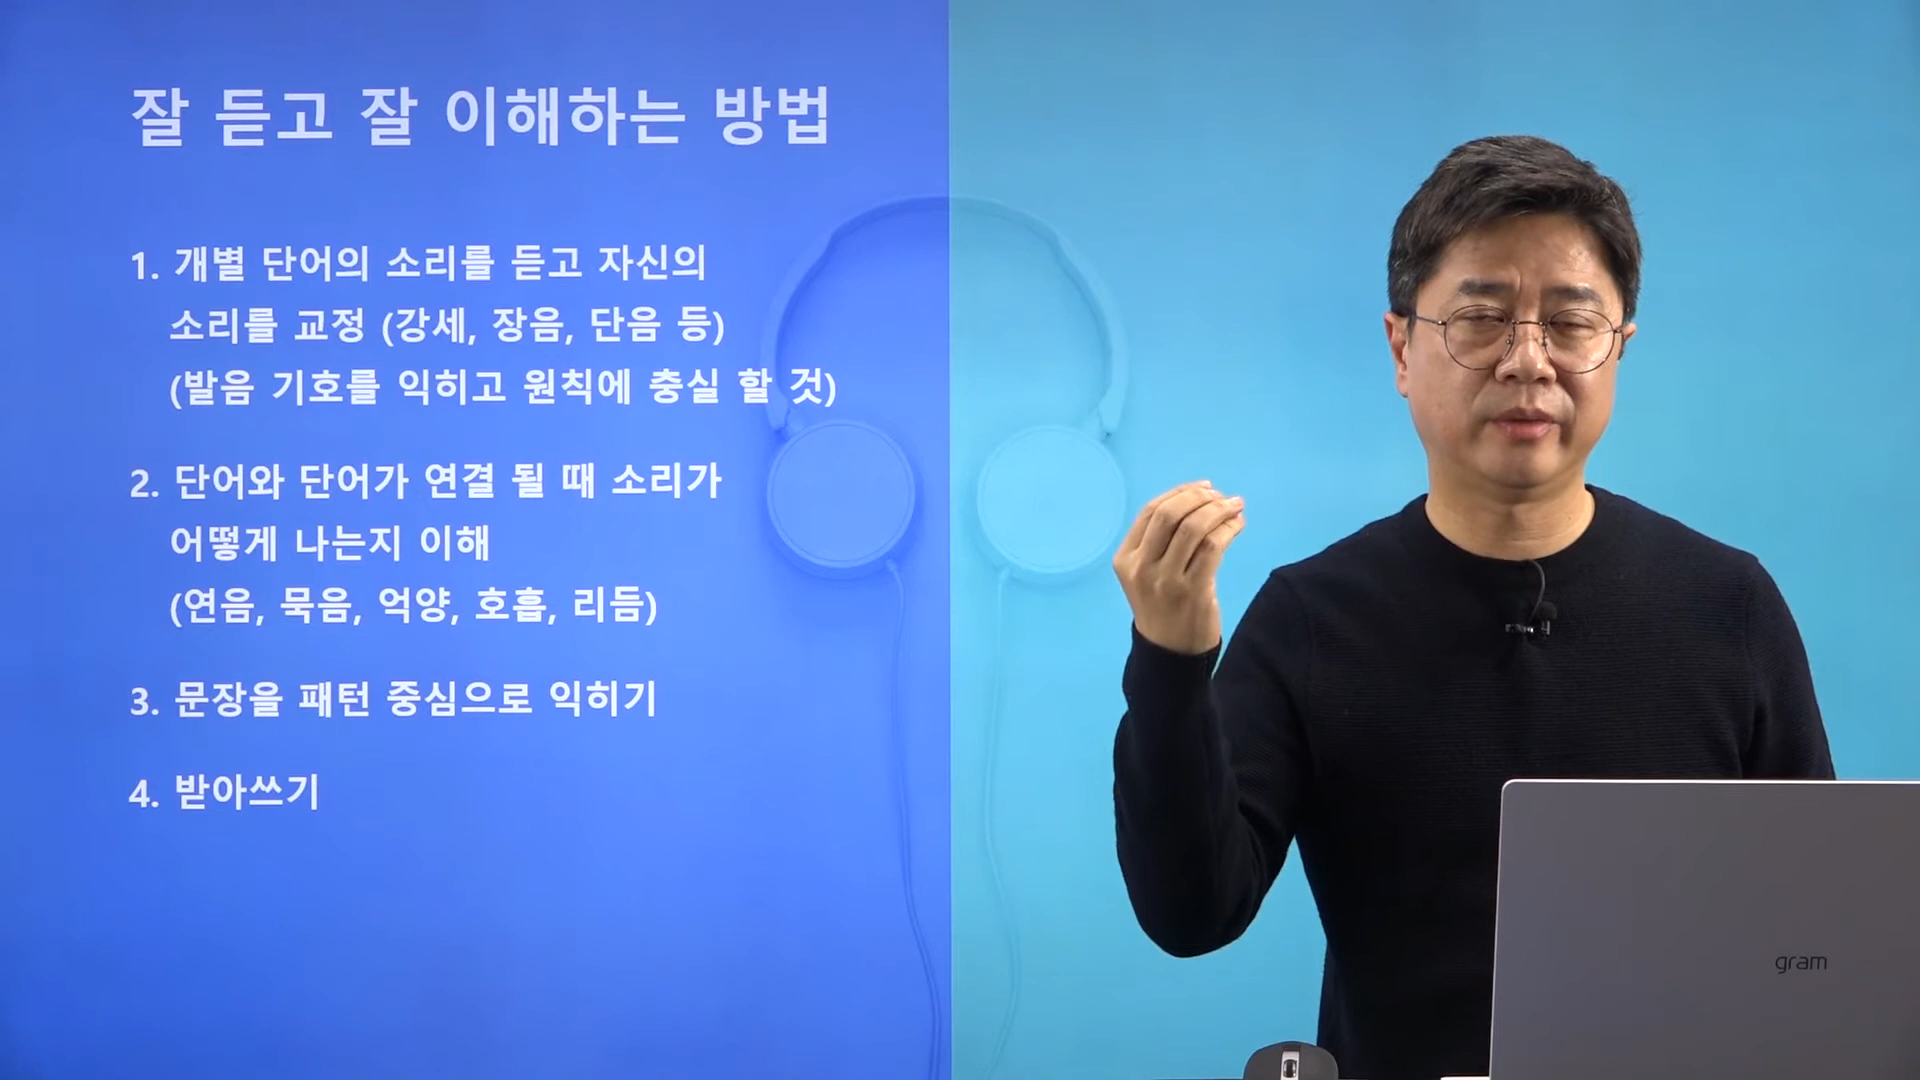 잘 듣고 잘 이해하는 방법
1. 개별 단어의 소리를 듣고 자신의
소리를 교정 (강세, 장음, 단음 등)
(발음 기호를 익히고 원칙에 충실 할 것)
2. 단어와 단어가 연결 될 때 소리가
어떻게 나는지 이해
(연음, 묵음, 억양, 호흡, 리듬)
3. 문장을 패턴 중심으로 익히기
4. 받아쓰기
gram